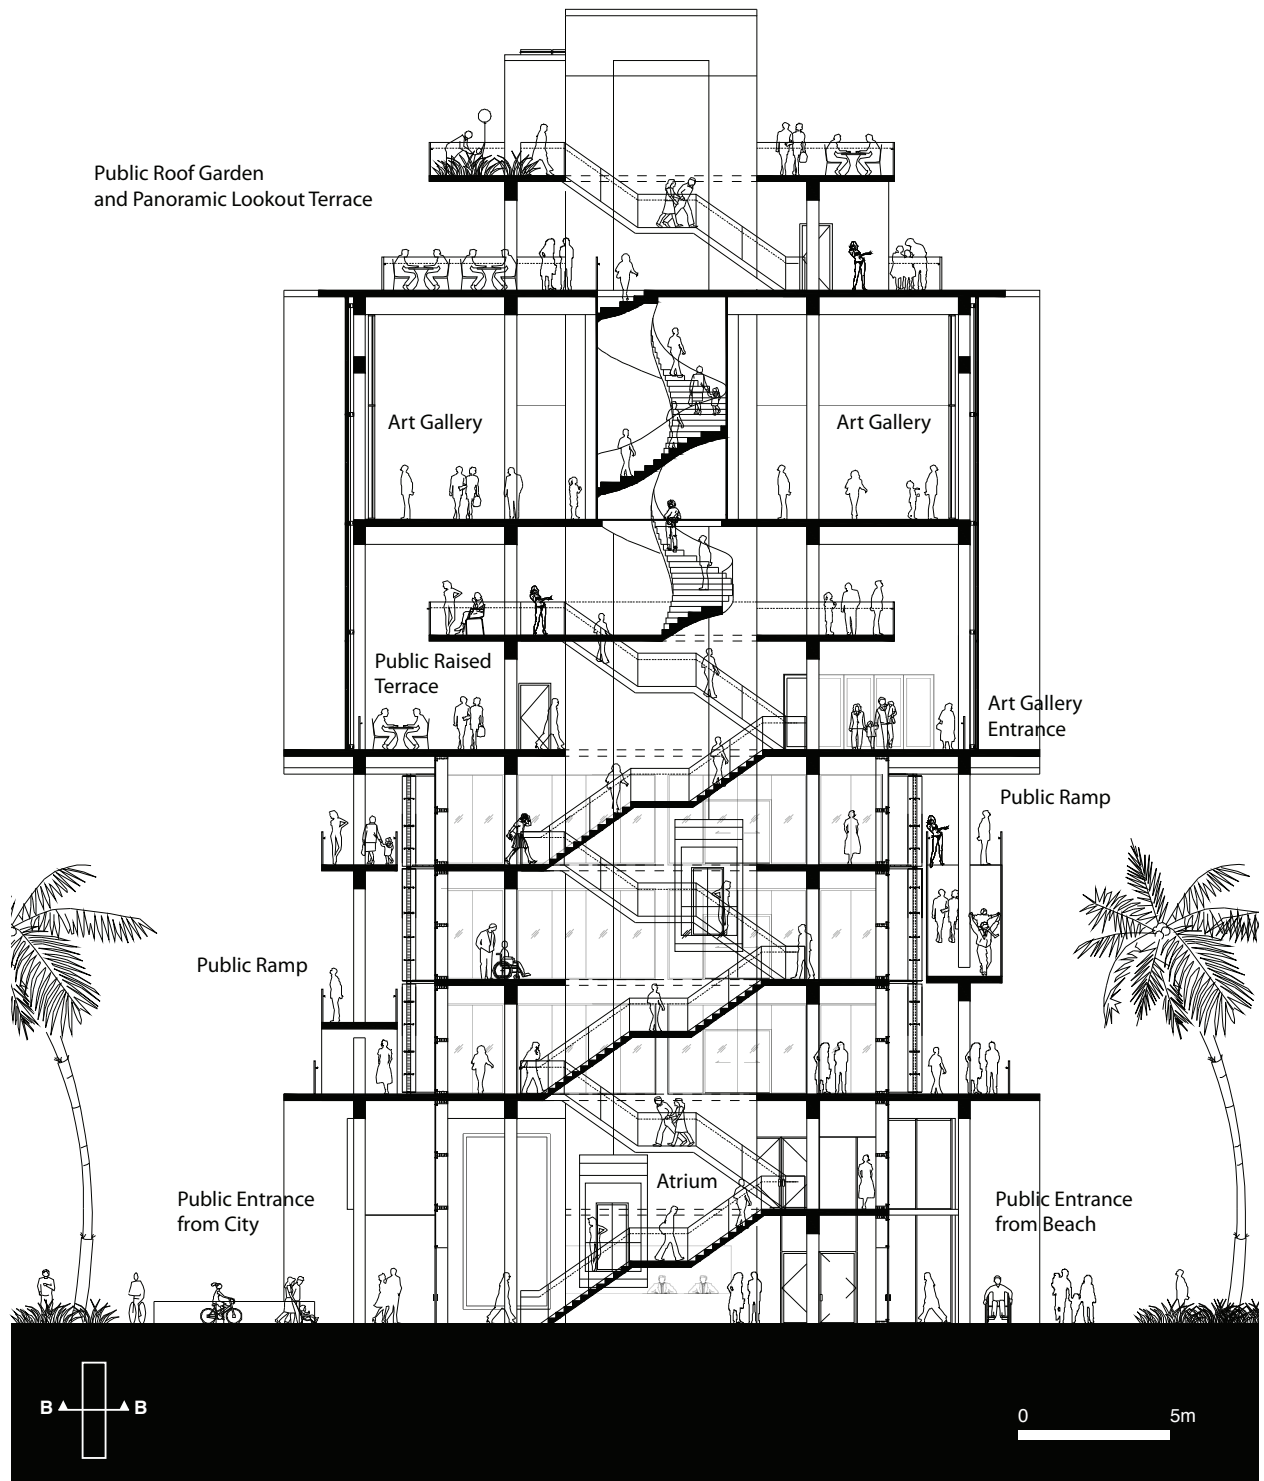 Public Roof Garden
and Panoramic Lookout Terrace
Art Gallery
Art Gallery
Public Raised
Terrace
Art Gallery
Entrance
Public Ramp
Public Ramp
Atrium
Public Entrance
from City
Public Entrance
from Beach
B B
0 5m